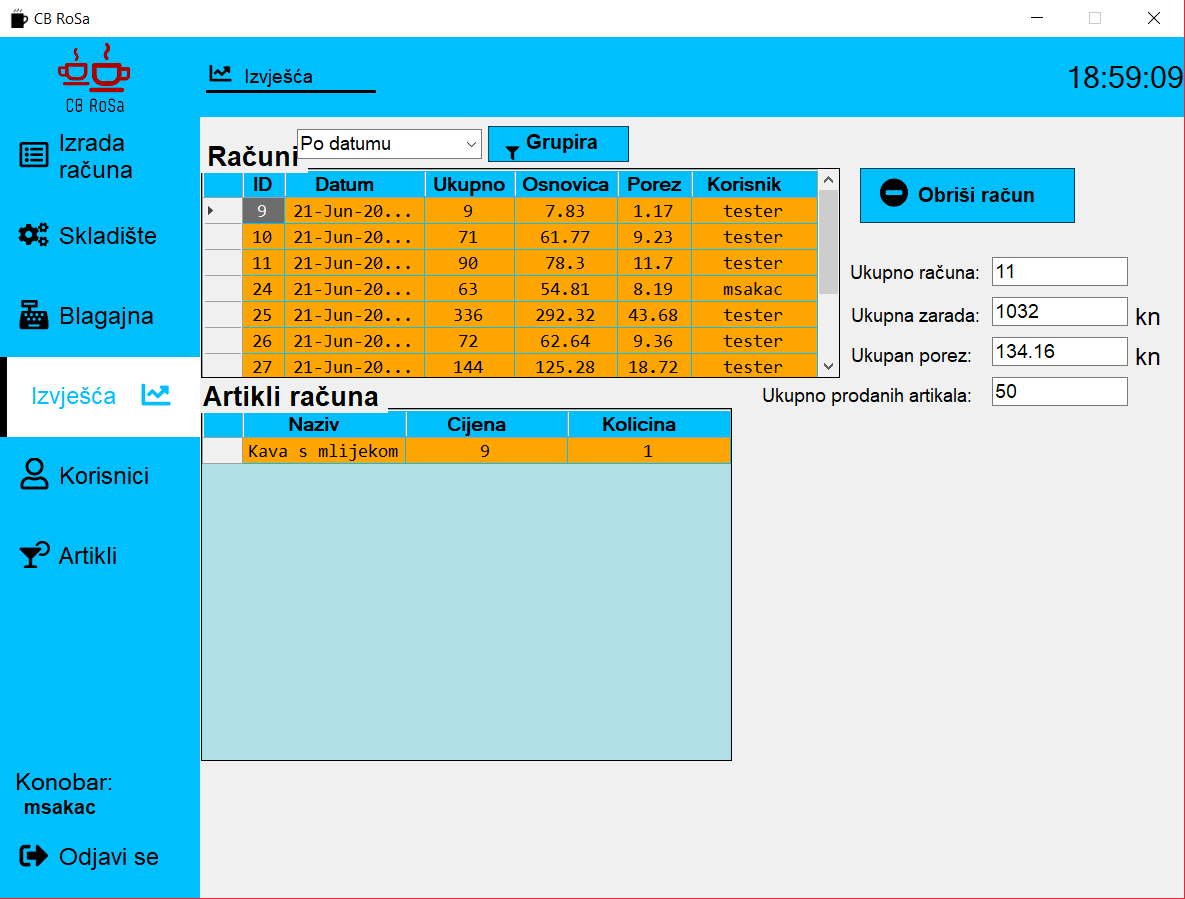 CB RoSa
CB RoSa
Izvješća
18:59:09
Izrada
računa
Skladište
Blagajna
Izvješća
Korisnici
Artikli
Konobar:
msakac
Odjavi se
Računi
Po datumu
Grupira
ID Datum Ukupno Osnovica Porez Korisnik
9 21-Jun-20... 9 7.83 1.17 tester
10 21-Jun-20... 71 61.77 9.23 tester
11 21-Jun-20... 90 78.3 11.7 tester
24 21-Jun-20... 63 54.81 8.19 msakac
25 21-Jun-20... 336 292.32 43.68 tester
26 21-Jun-20... 72 62.64 9.36 tester
27 21-Jun-20... 144 125.28 18.72 tester
Obriši račun
Ukupno računa: 11
Ukupna zarada: 1032 kn
Ukupan porez: 134.16 kn
Ukupno prodanih artikala: 50
Artikli računa
Naziv Cijena Kolicina
Kava s mlijekom 9 1